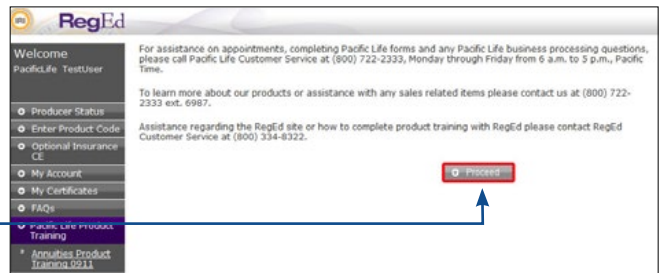 RegEd
Welcome
PacificLife TestUser
Producer Status
Enter Product Code
Optional Insurance
CE
My Account
My Certificates
FAQs
Pacific Life Product
Training
* Annuities Product
Training 0911
For assistance on appointments, completing Pacific Life forms and any Pacific Life business processing questions,
please call Pacific Life Customer Service at (800) 722-2333, Monday through Friday from 6 a.m. to 5 p.m., Pacific
Time.
To learn more about our products or assistance with any sales related items please contact us at (800) 722-
2333 ext. 6987.
Assistance regarding the RegEd site or how to complete product training with RegEd please contact RegEd
Customer Service at (800) 334-8322.
Proceed